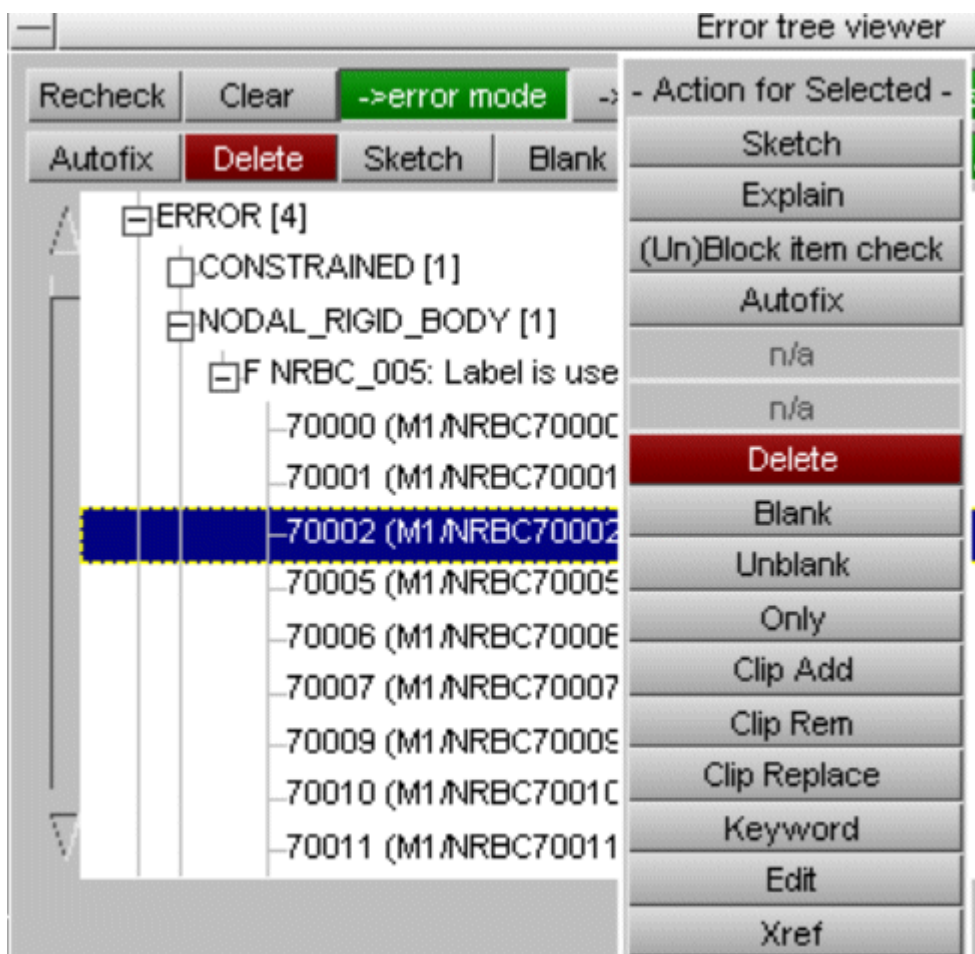 Error tree viewer
Recheck Clear ->error mode ->
Autofix Delete Sketch Blank
ERROR [4]
CONSTRAINED [1]
NODAL_RIGID_BODY [1]
F NRBC_005: Label is use
70000 (M1/NRBC7000
70001 (M1/NRBC70001
70002 (M1/NRBC70002
70005 (M1/NRBC70005
70006 (M1/NRBC7000
70007 (M1/NRBC70007
70009 (M1/NRBC7000
70010 (M1/NRBC7001
70011 (M1/NRBC70011
- Action for Selected -
Sketch
Explain
(Un)Block item check
Autofix
n/a
n/a
Delete
Blank
Unblank
Only
Clip Add
Clip Rem
Clip Replace
Keyword
Edit
Xref